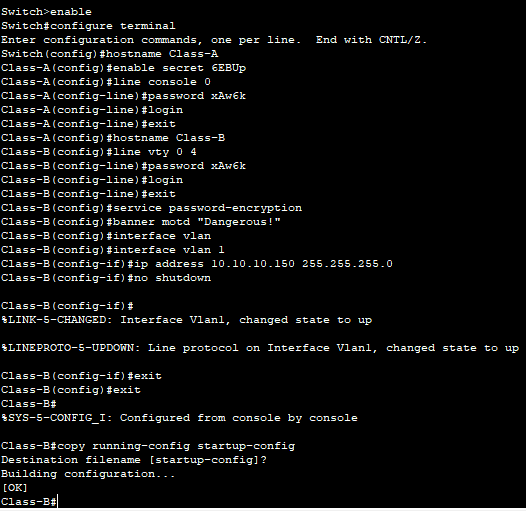 Switch>enable
Switch#configure terminal
Enter configuration commands, one per line.  End with CNTL/Z.
Switch(config)#hostname Class-A
Class-A(config)#enable secret 6EBUp
Class-A(config)#line console 0
Class-A(config-line)#password xAw6k
Class-A(config-line)#login
Class-A(config-line)#exit
Class-A(config)#hostname Class-B
Class-B(config)#line vty 0 4
Class-B(config-line)#password xAw6k
Class-B(config-line)#login
Class-B(config-line)#exit
Class-B(config)#service password-encryption
Class-B(config)#banner motd "Dangerous!"
Class-B(config)#interface vlan
Class-B(config)#interface vlan 1
Class-B(config-if)#ip address 10.10.10.150 255.255.255.0
Class-B(config-if)#no shutdown
Class-B(config-if)#
%LINK-5-CHANGED: Interface Vlan1, changed state to up
%LINEPROTO-5-UPDOWN: Line protocol on Interface Vlan1, changed state to up
Class-B(config-if)#exit
Class-B(config)#exit
Class-B#
%SYS-5-CONFIG_I: Configured from console by console
Class-B#copy running-config startup-config
Destination filename [startup-config]?
Building configuration...
[OK]
Class-B#